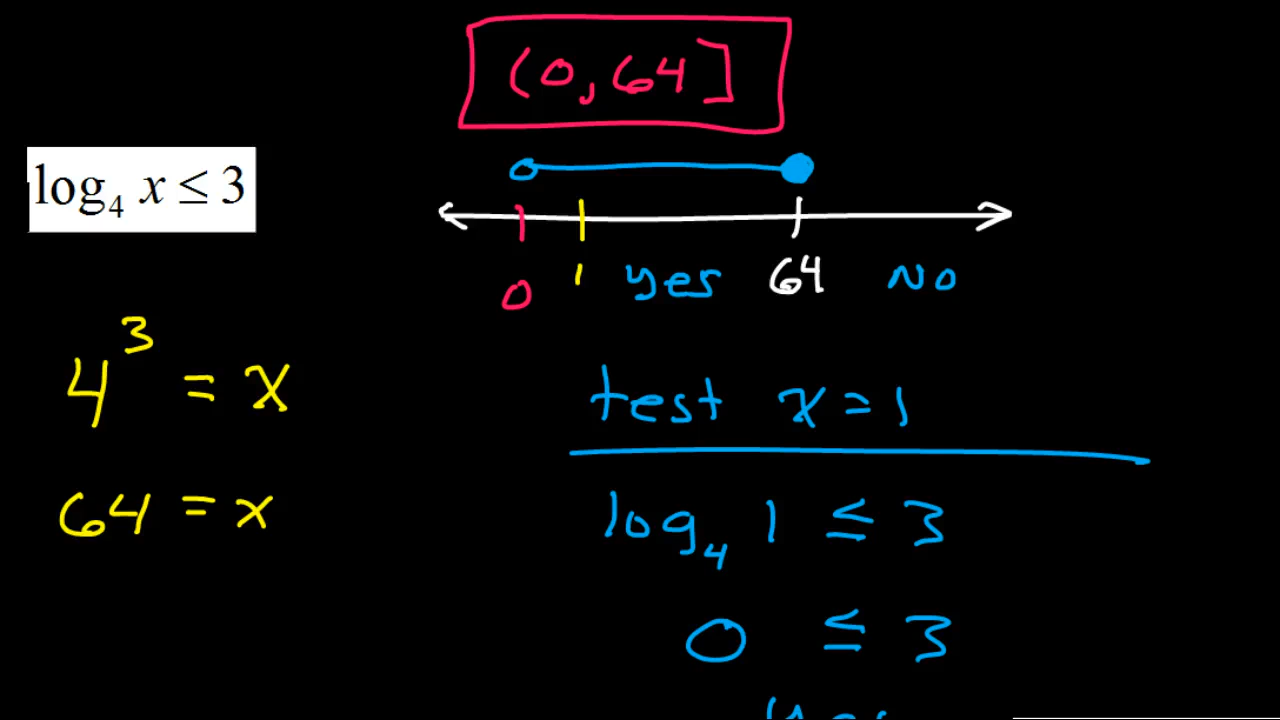 (0, 64]
log₄ x ≤ 3
0 1 yes 64 No
4³ = x
64 = x
test x = 1
log₄ 1 ≤ 3
0 ≤ 3